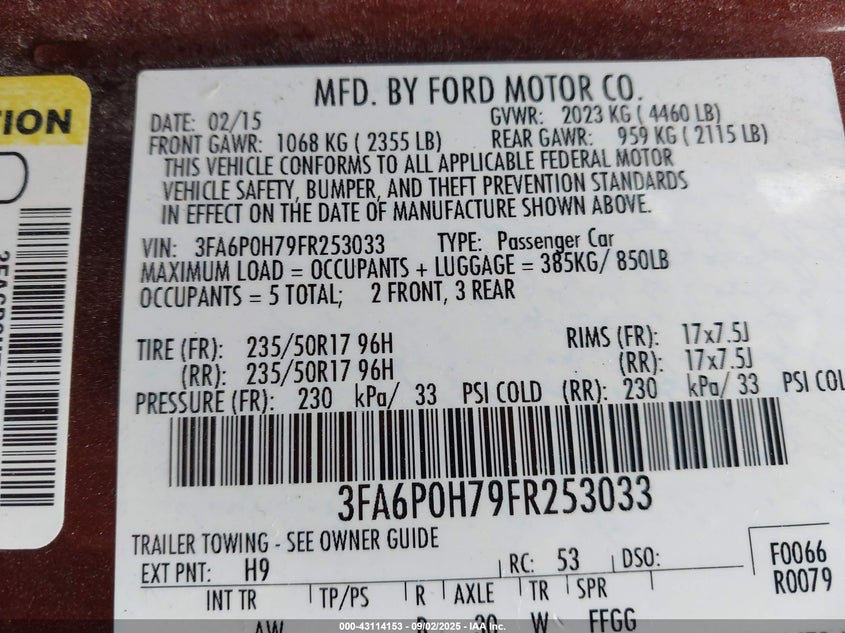 TION
MFD. BY FORD MOTOR CO.
DATE: 02/15 GVWR: 2023 KG ( 4460 LB)
FRONT GAWR: 1068 KG ( 2355 LB) REAR GAWR: 959 KG ( 2115 LB)
THIS VEHICLE CONFORMS TO ALL APPLICABLE FEDERAL MOTOR
VEHICLE SAFETY, BUMPER, AND THEFT PREVENTION STANDARDS
IN EFFECT ON THE DATE OF MANUFACTURE SHOWN ABOVE.
VIN: 3FA6P0H79FR253033 TYPE: Passenger Car
MAXIMUM LOAD = OCCUPANTS + LUGGAGE = 385KG/ 850LB
OCCUPANTS = 5 TOTAL; 2 FRONT, 3 REAR
TIRE (FR): 235/50R17 96H RIMS (FR): 17x7.5J
(RR): 235/50R17 96H (RR): 17x7.5J
PRESSURE (FR): 230 kPa/ 33 PSI COLD (RR): 230 kPa/ 33 PSI COL
3FA6P0H79FR253033
TRAILER TOWING - SEE OWNER GUIDE
EXT PNT: H9 RC: 53 DSO: F0066
R0079
INT TR TP/PS R AXLE TR SPR
AW 30 W FFGG
000-43114153 - 09/02/2025 - IAA Inc.